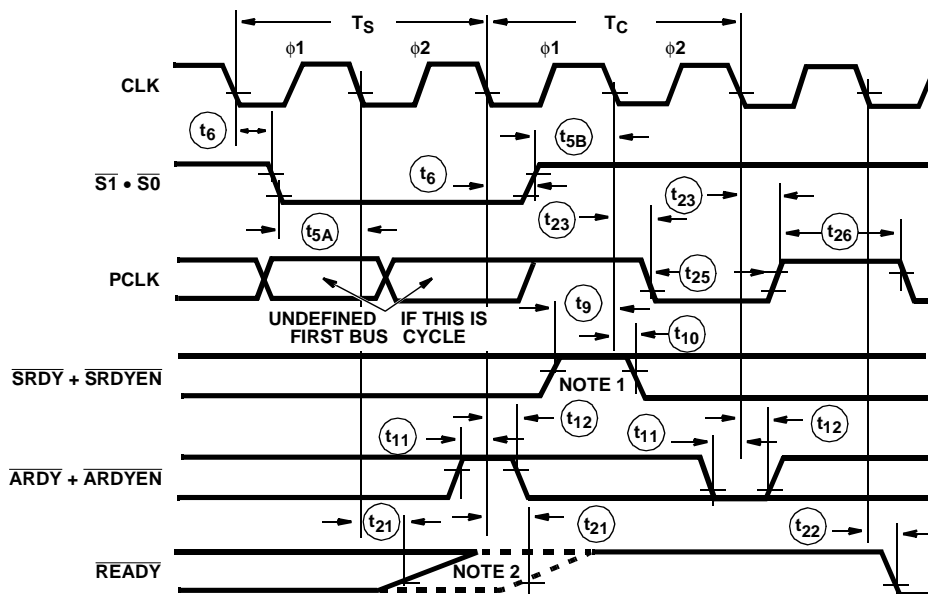 TS TC
ϕ1 ϕ2 ϕ1 ϕ2
CLK
t6 t5B
S1 • S0 t6 t23
t5A t23 t26
PCLK t25
UNDEFINED IF THIS IS t9
FIRST BUS CYCLE t10
SRDY + SRDYEN NOTE 1
t11 t12 t11 t12
ARDY + ARDYEN
t21 t21 t22
READY NOTE 2